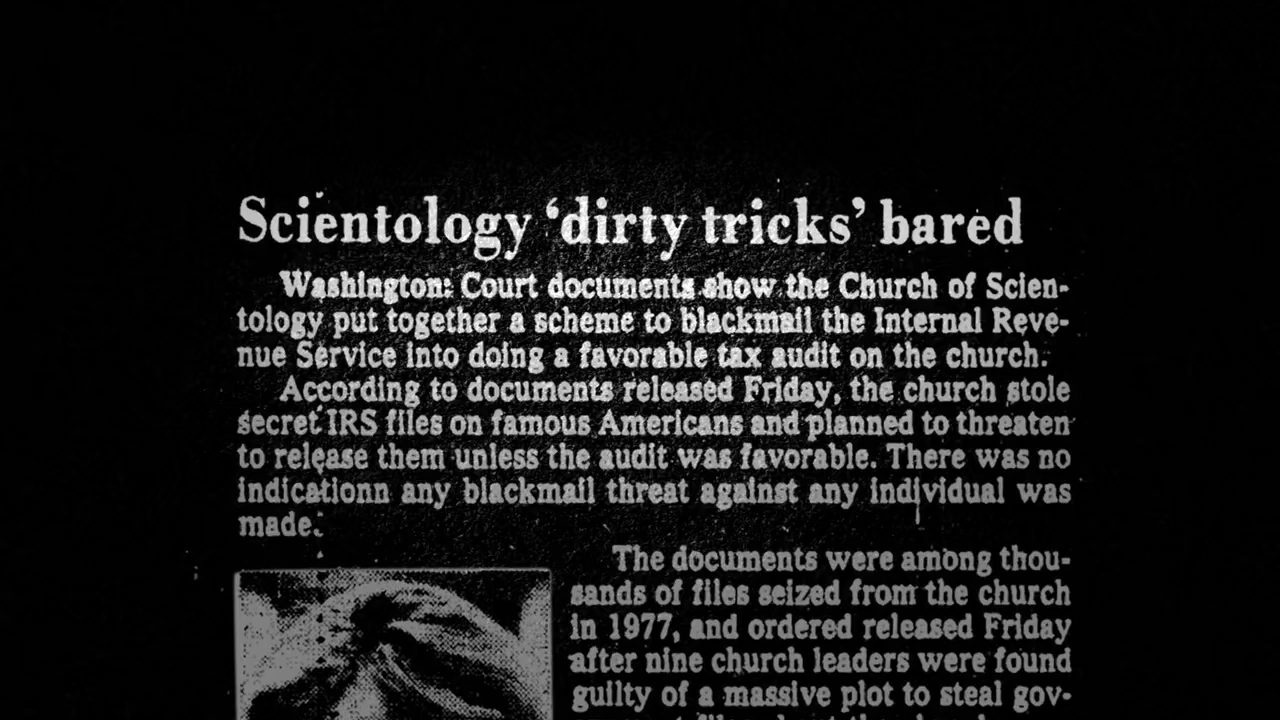 Scientology ‘dirty tricks’ bared
Washington: Court documents show the Church of Scien-
tology put together a scheme to blackmail the Internal Reve-
nue Service into doing a favorable tax audit on the church.
According to documents released Friday, the church stole
secret IRS files on famous Americans and planned to threaten
to release them unless the audit was favorable. There was no
indicationn any blackmail threat against any individual was
made.
The documents were among thou-
sands of files seized from the church
in 1977, and ordered released Friday
after nine church leaders were found
guilty of a massive plot to steal gov-